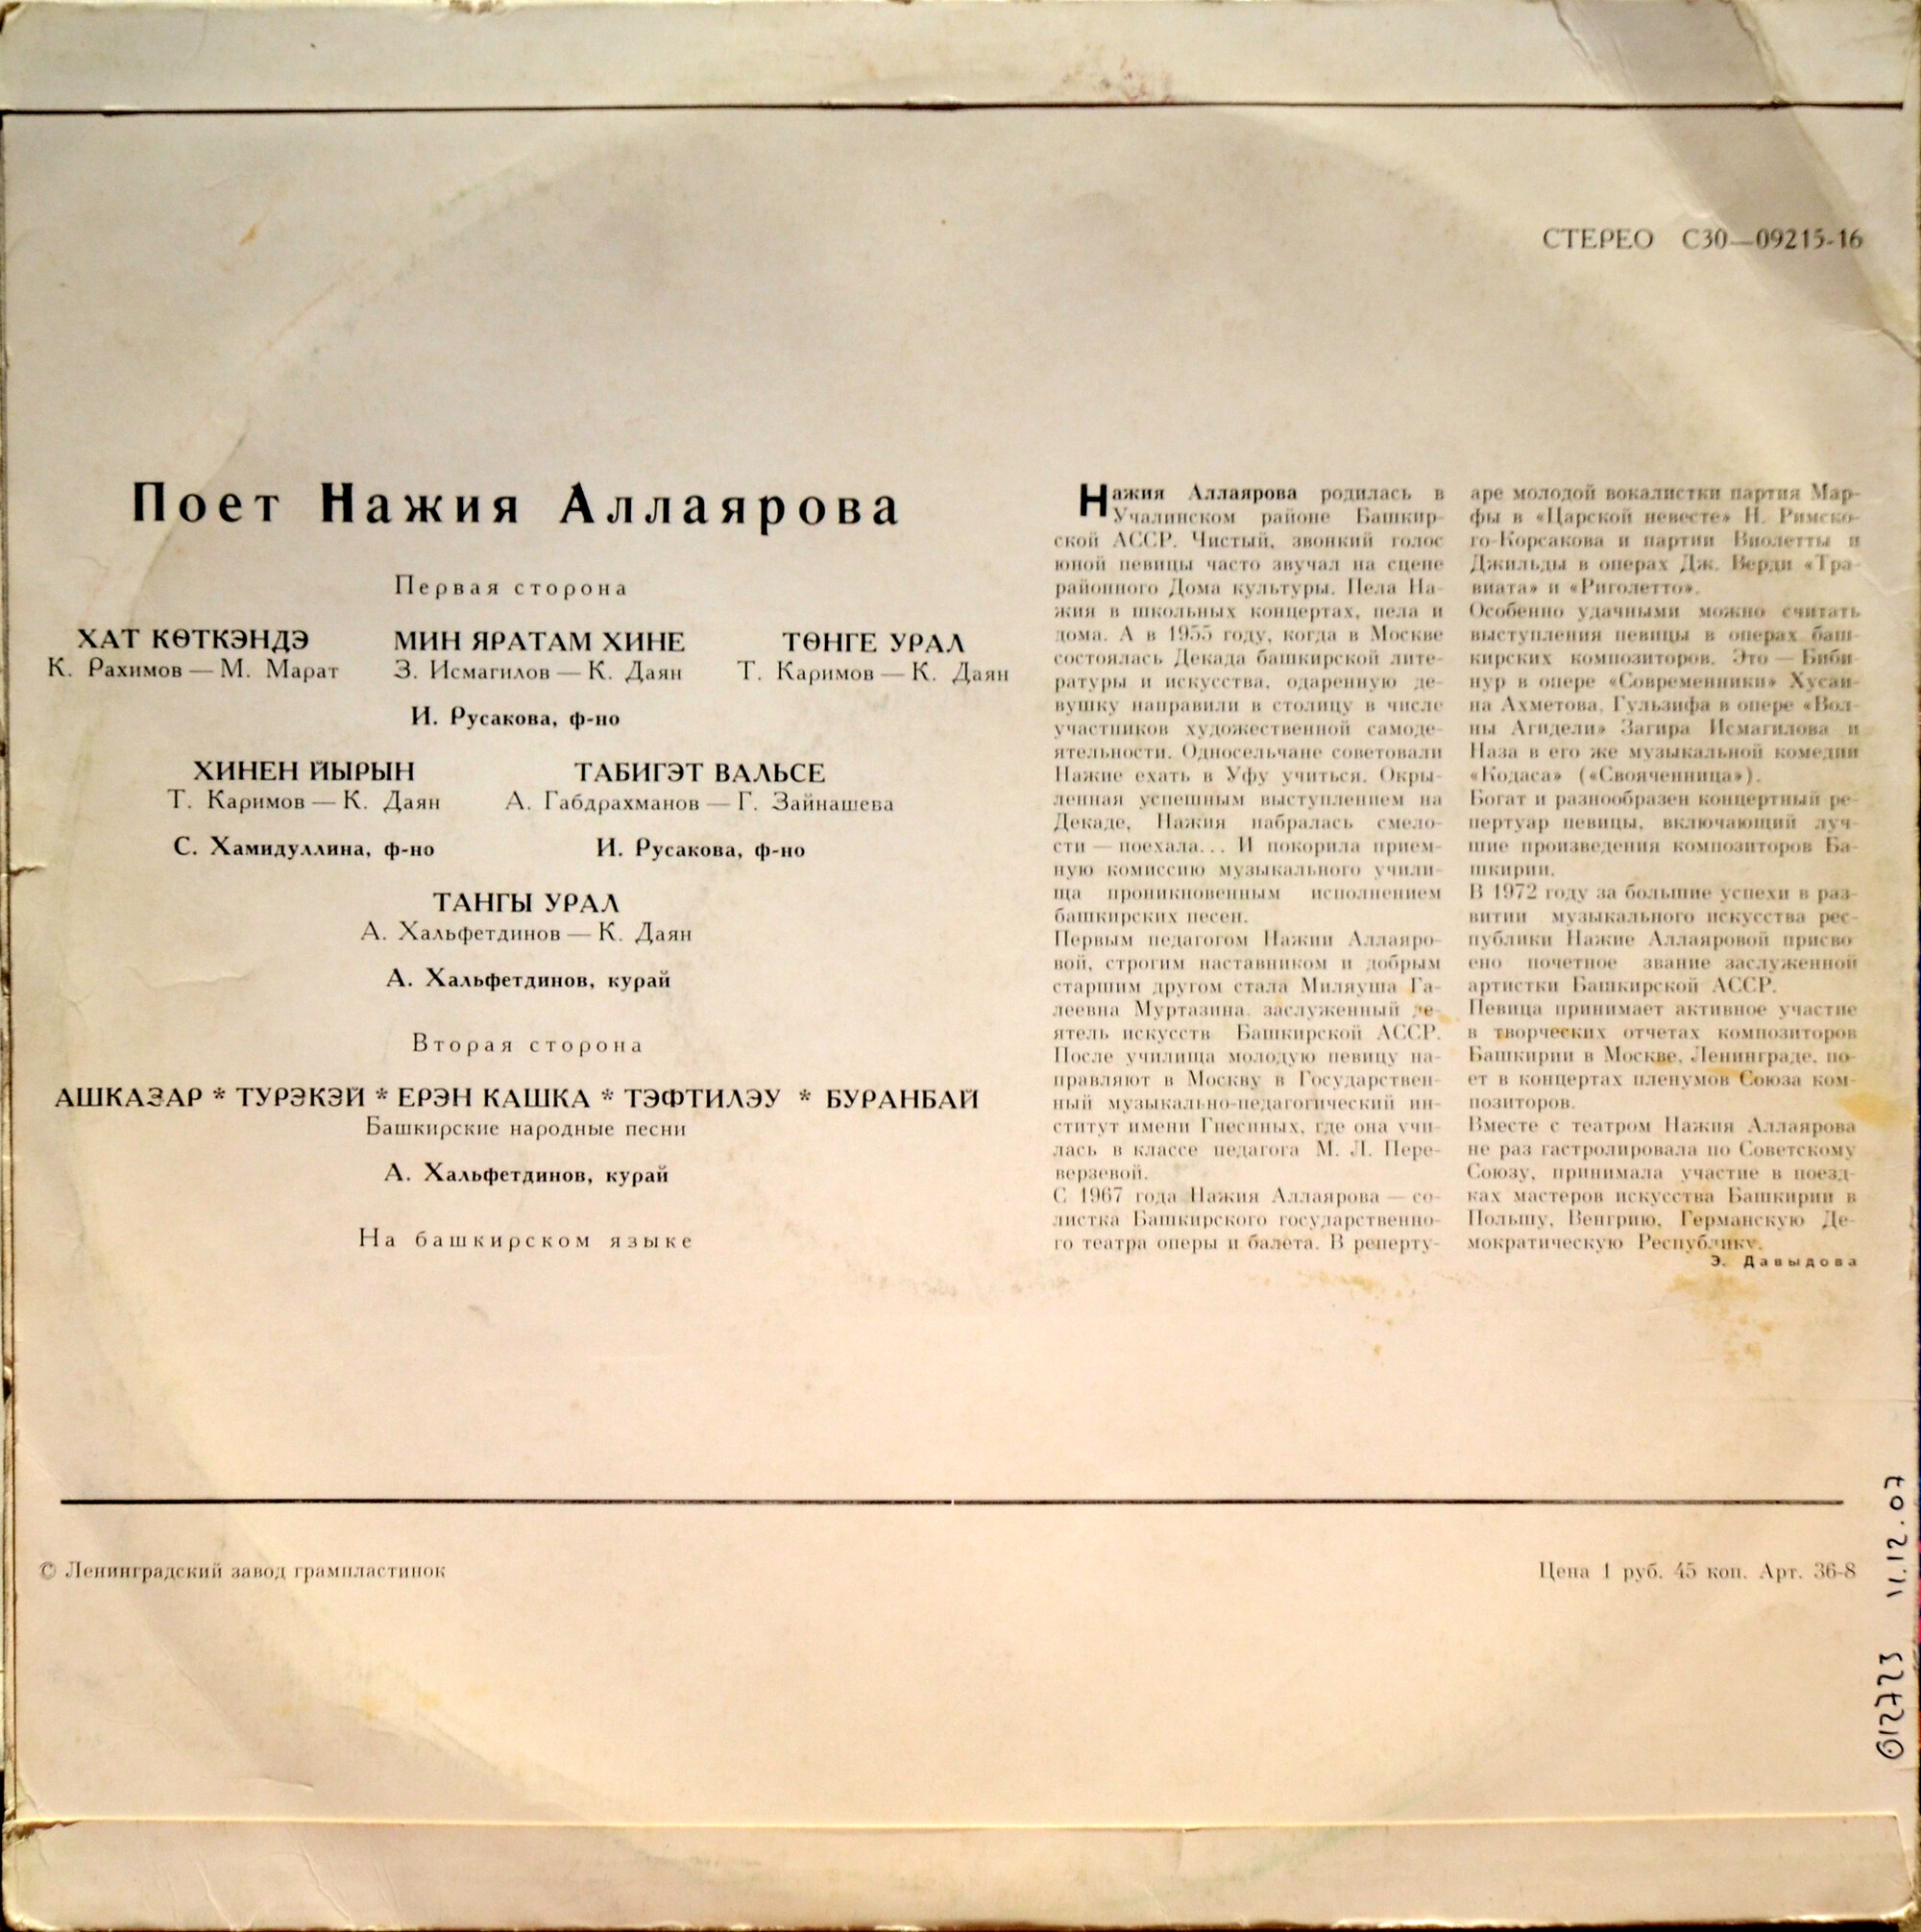 СТЕРЕО С30—09215-16
Поет Нажия Аллаярова
Первая сторона
ХАТ КӨТКЭНДЭ
К. Рахимов — М. Марат
МИН ЯРАТАМ ХИНЕ
З. Исмагилов — К. Даян
ТӨНГЕ УРАЛ
Т. Каримов — К. Даян
И. Русакова, ф-но
ХИНЕН ЙЫРЫН
Т. Каримов — К. Даян
С. Хамидуллина, ф-но
ТАБИГЭТ ВАЛЬСЕ
А. Габдрахманов — Г. Зайнашева
И. Русакова, ф-но
ТАНГЫ УРАЛ
А. Хальфетдинов — К. Даян
А. Хальфетдинов, курай
Вторая сторона
АШКАЗАР * ТУРЭКЭЙ * ЕРЭН КАШКА * ТЭФТИЛЭУ * БУРАНБАЙ
Башкирские народные песни
А. Хальфетдинов, курай
На башкирском языке
Нажия Аллаярова родилась в
Учалинском районе Башкир-
ской АССР. Чистый, звонкий голос
юной певицы часто звучал на сцене
районного Дома культуры. Пела На-
жия в школьных концертах, пела и
дома. А в 1955 году, когда в Москве
состоялась Декада башкирской лите-
ратуры и искусства, одаренную де-
вушку направили в столицу в числе
участников художественной самоде-
ятельности. Односельчане советовали
Нажие ехать в Уфу учиться. Окры-
ленная успешным выступлением на
Декаде, Нажия набралась смело-
сти — поехала... И покорила прием-
ную комиссию музыкального учили-
ща проникновенным исполнением
башкирских песен.
Первым педагогом Нажии Аллаяро-
вой, строгим наставником и добрым
старшим другом стала Миляуша Га-
леевна Муртазина, заслуженный де-
ятель искусств Башкирской АССР.
После училища молодую певицу на-
правляют в Москву в Государствен-
ный музыкально-педагогический ин-
ститут имени Гнесиных, где она учи-
лась в классе педагога М. Л. Пере-
верзевой.
С 1967 года Нажия Аллаярова — со-
листка Башкирского государственно-
го театра оперы и балета. В реперту-
аре молодой вокалистки партия Мар-
фы в «Царской невесте» Н. Римско-
го-Корсакова и партии Виолетты и
Джильды в операх Дж. Верди «Тра-
виата» и «Риголетто».
Особенно удачными можно считать
выступления певицы в операх баш-
кирских композиторов. Это — Биби-
нур в опере «Современники» Хусаи-
на Ахметова, Гульзифа в опере «Вол-
ны Агидели» Загира Исмагилова и
Наза в его же музыкальной комедии
«Кодаса» («Свояченница»).
Богат и разнообразен концертный ре-
пертуар певицы, включающий луч-
шие произведения композиторов Ба-
шкирии.
В 1972 году за большие успехи в раз-
витии музыкального искусства рес-
публики Нажие Аллаяровой присво-
ено почетное звание заслуженной
артистки Башкирской АССР.
Певица принимает активное участие
в творческих отчетах композиторов
Башкирии в Москве, Ленинграде, по-
ет в концертах пленумов Союза ком-
позиторов.
Вместе с театром Нажия Аллаярова
не раз гастролировала по Советскому
Союзу, принимала участие в поезд-
ках мастеров искусства Башкирии в
Польшу, Венгрию, Германскую Де-
мократическую Республику.
Э. Давыдова
© Ленинградский завод грампластинок
Цена 1 руб. 45 коп. Арт. 36-8
612723 11.12.07